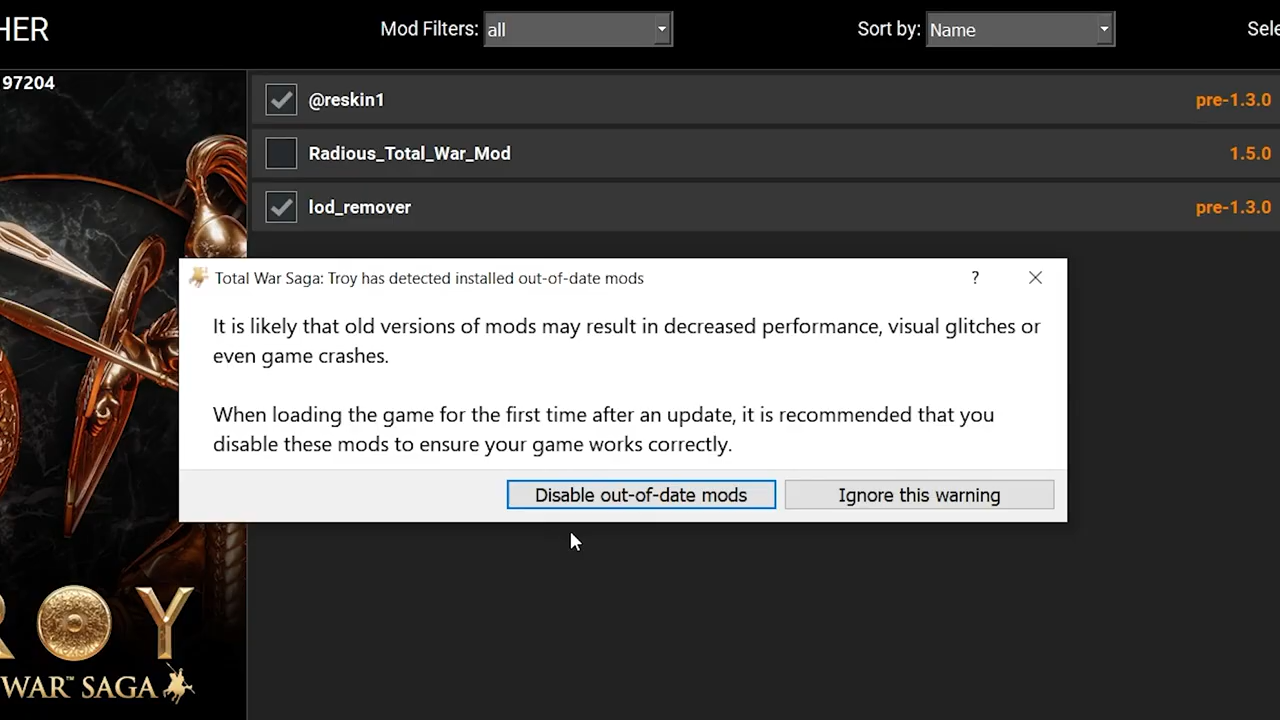 HER
Mod Filters: all
Sort by: Name
Sele
97204
@reskin1 pre-1.3.0
Radious_Total_War_Mod 1.5.0
lod_remover pre-1.3.0
Total War Saga: Troy has detected installed out-of-date mods ?
It is likely that old versions of mods may result in decreased performance, visual glitches or
even game crashes.
When loading the game for the first time after an update, it is recommended that you
disable these mods to ensure your game works correctly.
Disable out-of-date mods Ignore this warning
ROY
WAR™ SAGA